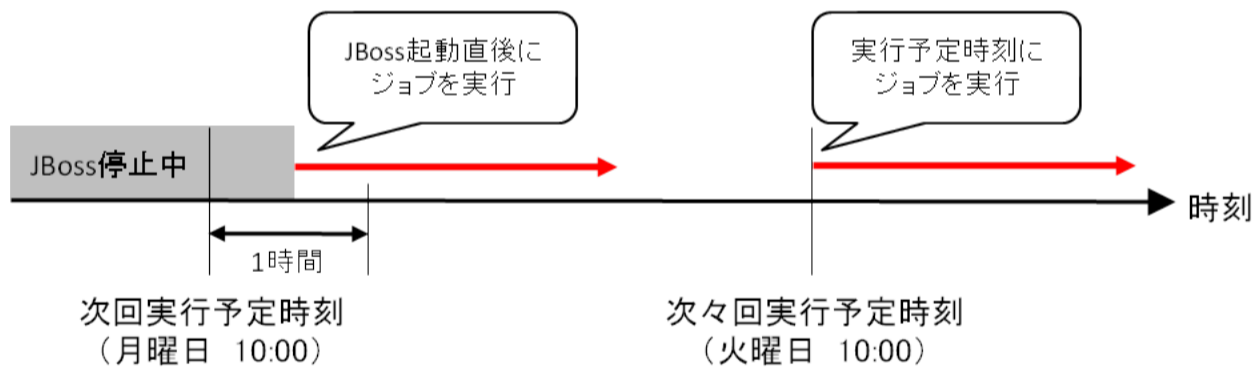 JBoss起動直後に
ジョブを実行
実行予定時刻に
ジョブを実行
JBoss停止中
時刻
1時間
次回実行予定時刻
（月曜日 10:00）
次々回実行予定時刻
（火曜日 10:00）